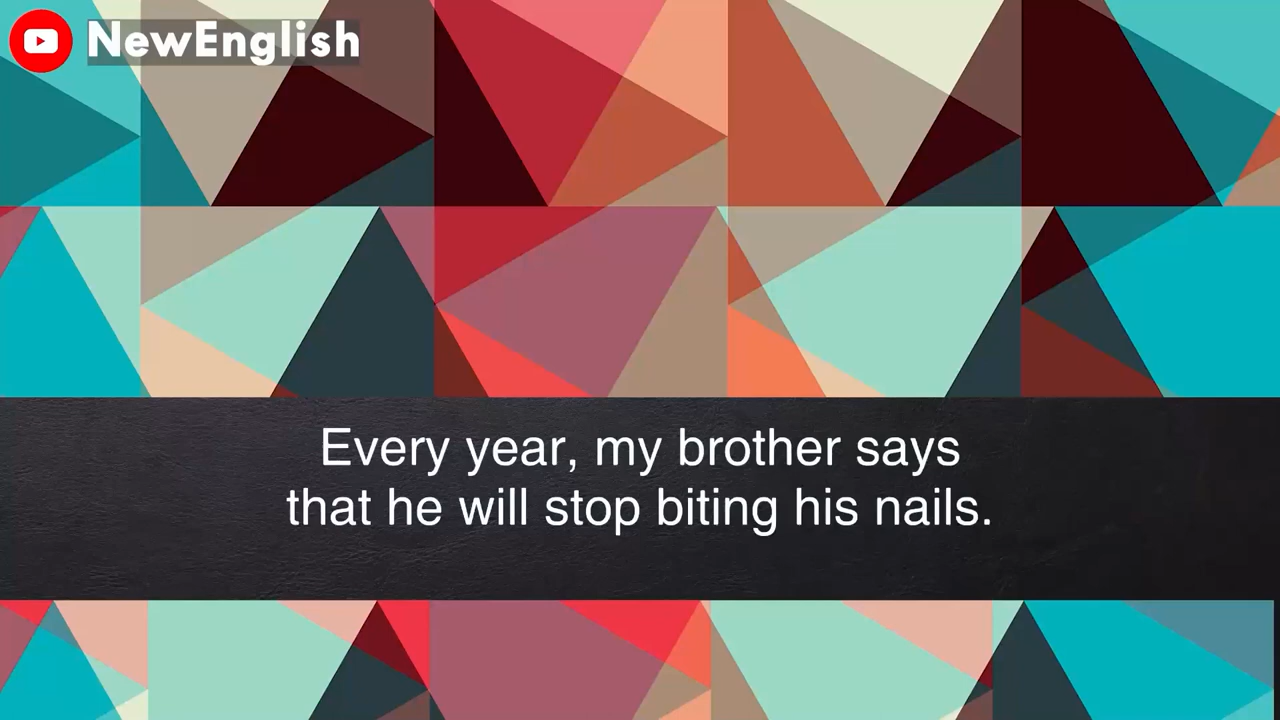 NewEnglish
Every year, my brother says
that he will stop biting his nails.